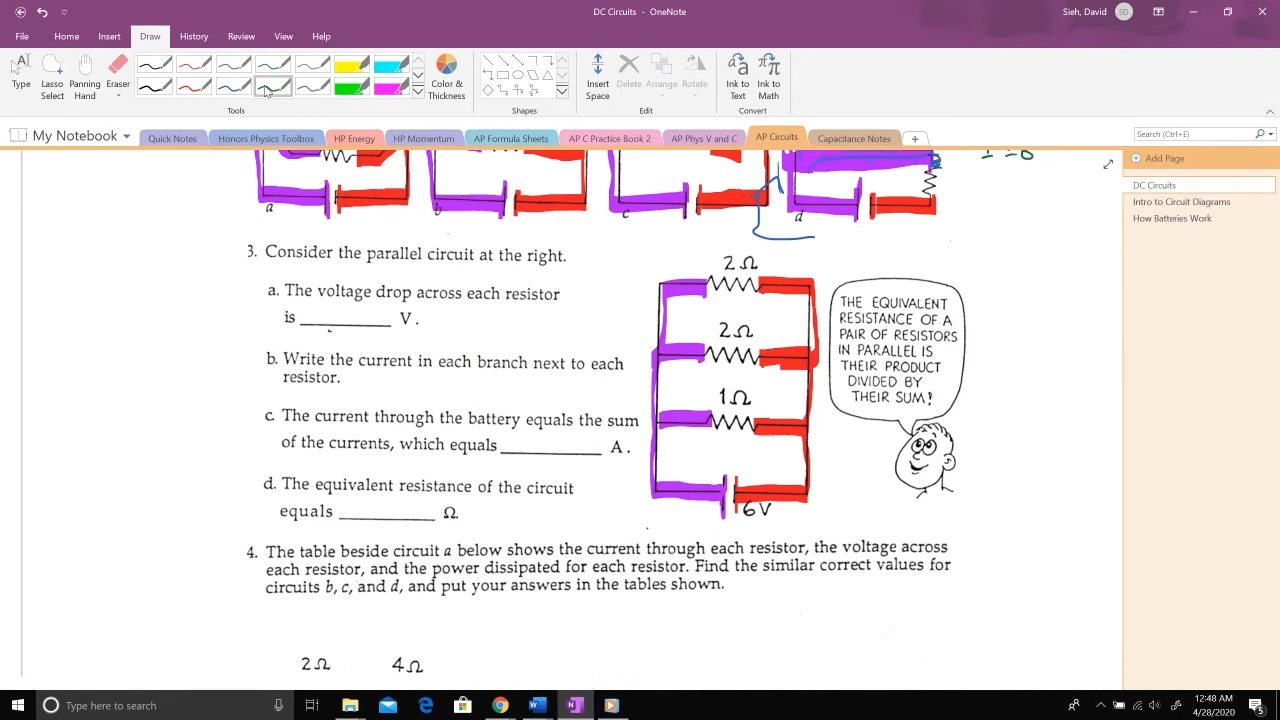 DC Circuits - OneNote
Sieh, David
SD
File
Home
Insert
Draw
History
Review
View
Help
Type
Lasso
Select
Panning
Hand
Eraser
Color &
Thickness
Insert
Space
Delete
Arrange
Rotate
Ink to
Text
Ink to
Math
Tools
Shapes
Edit
Convert
My Notebook
Quick Notes
Honors Physics Toolbox
HP Energy
HP Momentum
AP Formula Sheets
AP C Practice Book 2
AP Phys V and C
AP Circuits
Capacitance Notes
Search (Ctrl+E)
Add Page
DC Circuits
Intro to Circuit Diagrams
How Batteries Work
a
b
c
d
3. Consider the parallel circuit at the right.
a. The voltage drop across each resistor
is __________ V.
b. Write the current in each branch next to each
resistor.
c. The current through the battery equals the sum
of the currents, which equals __________ A.
d. The equivalent resistance of the circuit
equals __________ Ω.
2Ω
2Ω
1Ω
6V
THE EQUIVALENT
RESISTANCE OF A
PAIR OF RESISTORS
IN PARALLEL IS
THEIR PRODUCT
DIVIDED BY
THEIR SUM!
4. The table beside circuit a below shows the current through each resistor, the voltage across
each resistor, and the power dissipated for each resistor. Find the similar correct values for
circuits b, c, and d, and put your answers in the tables shown.
2Ω 4Ω
Type here to search
12:48 AM
4/28/2020